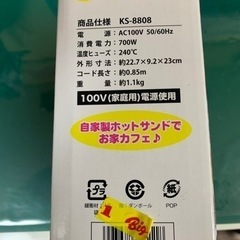 商品仕様 KS-8808
電源 AC100V 50/60Hz
消費電力 700W
温度ヒューズ 240℃
外形寸法 約22.7×9.2×23cm
コード長さ 約0.85m
重量 約1.1kg
100V(家庭用)電源使用
自家製ホットサンドで
お家カフェ♪
プラ
紙
PDP
ダンボール
1